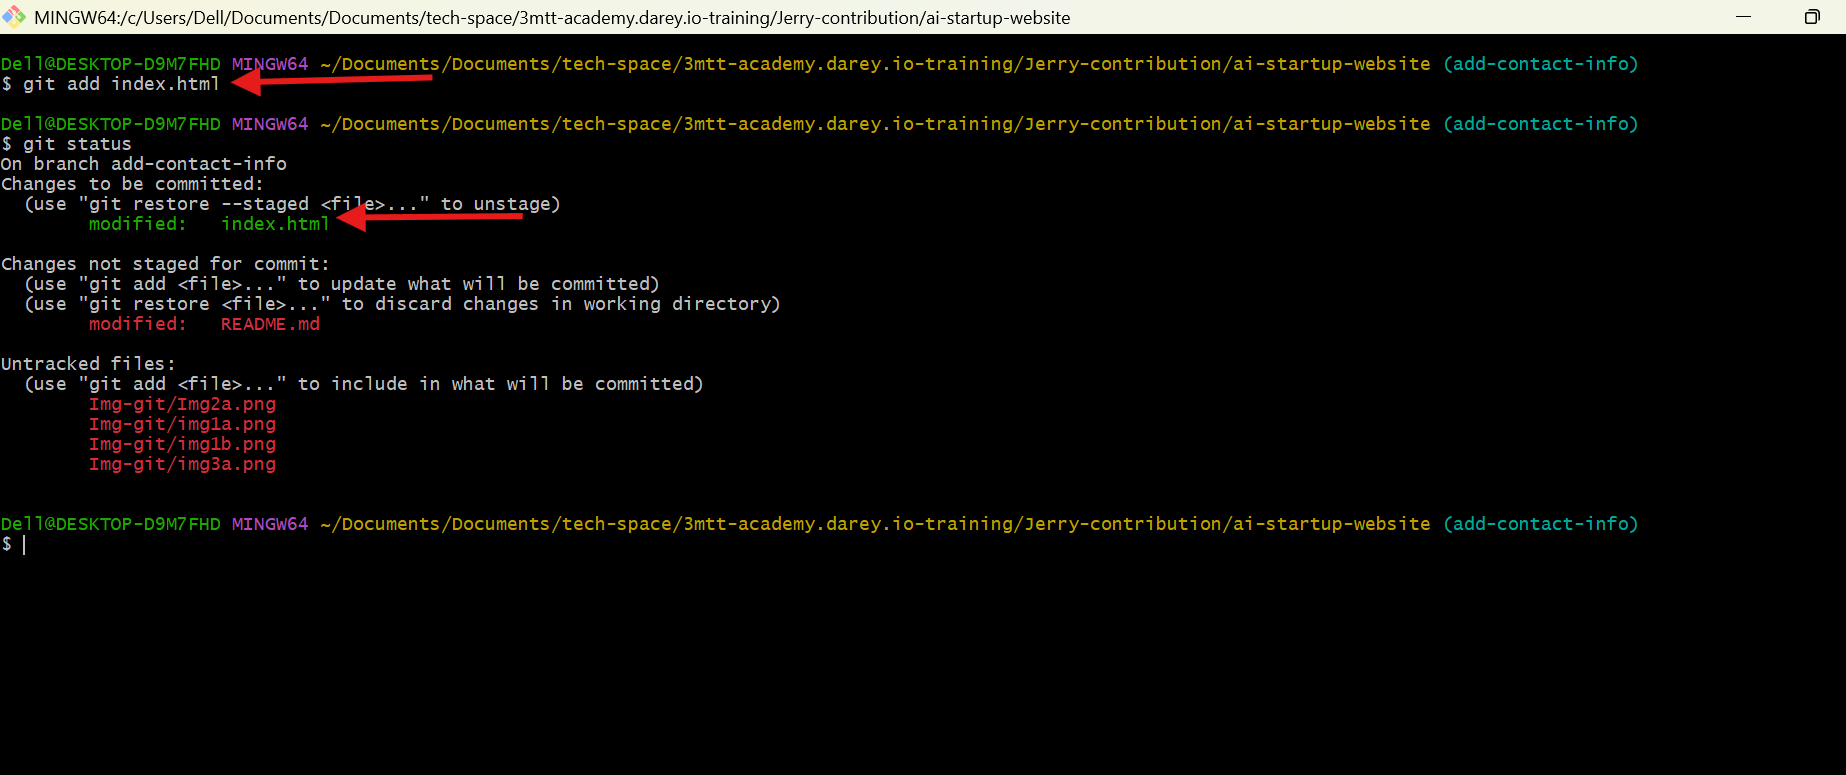 MINGW64:/c/Users/Dell/Documents/Documents/tech-space/3mtt-academy.darey.io-training/Jerry-contribution/ai-startup-website
Dell@DESKTOP-D9M7FHD MINGW64 ~/Documents/Documents/tech-space/3mtt-academy.darey.io-training/Jerry-contribution/ai-startup-website (add-contact-info)
$ git add index.html
Dell@DESKTOP-D9M7FHD MINGW64 ~/Documents/Documents/tech-space/3mtt-academy.darey.io-training/Jerry-contribution/ai-startup-website (add-contact-info)
$ git status
On branch add-contact-info
Changes to be committed:
  (use "git restore --staged <file>..." to unstage)
        modified:   index.html
Changes not staged for commit:
  (use "git add <file>..." to update what will be committed)
  (use "git restore <file>..." to discard changes in working directory)
        modified:   README.md
Untracked files:
  (use "git add <file>..." to include in what will be committed)
        Img-git/Img2a.png
        Img-git/img1a.png
        Img-git/img1b.png
        Img-git/img3a.png
Dell@DESKTOP-D9M7FHD MINGW64 ~/Documents/Documents/tech-space/3mtt-academy.darey.io-training/Jerry-contribution/ai-startup-website (add-contact-info)
$